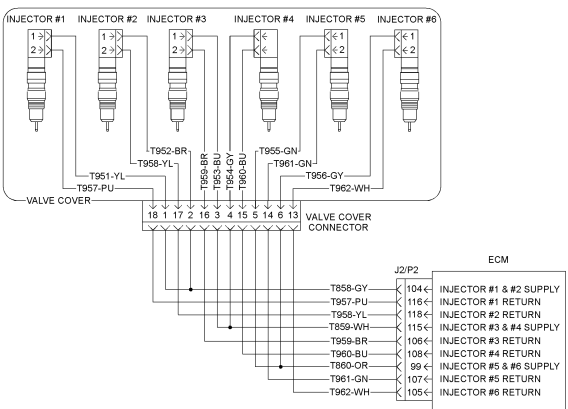 INJECTOR #1 INJECTOR #2 INJECTOR #3 INJECTOR #4 INJECTOR #5 INJECTOR #6
1 1 1 1 1
2 2 2 2 2
T952-BR T955-GN
T958-YL T961-GN
T951-YL T956-GY
T957-PU T962-WH
T959-BR
T953-BU
T954-GY
T960-BU
VALVE COVER
18 1 17 2 16 3 4 15 5 14 6 13
VALVE COVER
CONNECTOR
J2/P2
ECM
T858-GY 104 INJECTOR #1 & #2 SUPPLY
T957-PU 116 INJECTOR #1 RETURN
T958-YL 118 INJECTOR #2 RETURN
T859-WH 115 INJECTOR #3 & #4 SUPPLY
T959-BR 106 INJECTOR #3 RETURN
T960-BU 108 INJECTOR #4 RETURN
T860-OR 99 INJECTOR #5 & #6 SUPPLY
T961-GN 107 INJECTOR #5 RETURN
T962-WH 105 INJECTOR #6 RETURN